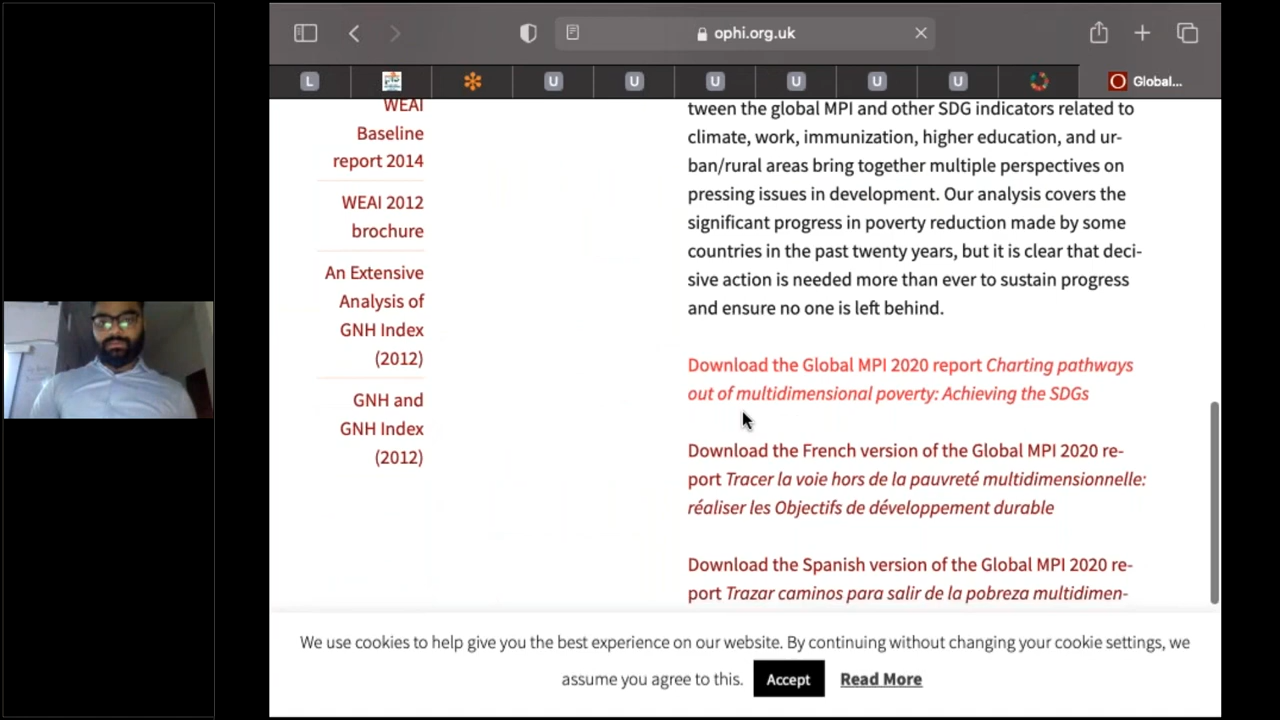 ophi.org.uk
L
U
U
U
U
U
U
Global...
WEAI
Baseline
report 2014
WEAI 2012
brochure
An Extensive
Analysis of
GNH Index
(2012)
GNH and
GNH Index
(2012)
tween the global MPI and other SDG indicators related to
climate, work, immunization, higher education, and ur-
ban/rural areas bring together multiple perspectives on
pressing issues in development. Our analysis covers the
significant progress in poverty reduction made by some
countries in the past twenty years, but it is clear that deci-
sive action is needed more than ever to sustain progress
and ensure no one is left behind.
Download the Global MPI 2020 report Charting pathways
out of multidimensional poverty: Achieving the SDGs
Download the French version of the Global MPI 2020 re-
port Tracer la voie hors de la pauvreté multidimensionnelle:
réaliser les Objectifs de développement durable
Download the Spanish version of the Global MPI 2020 re-
port Trazar caminos para salir de la pobreza multidimen-
We use cookies to help give you the best experience on our website. By continuing without changing your cookie settings, we
assume you agree to this. Accept Read More